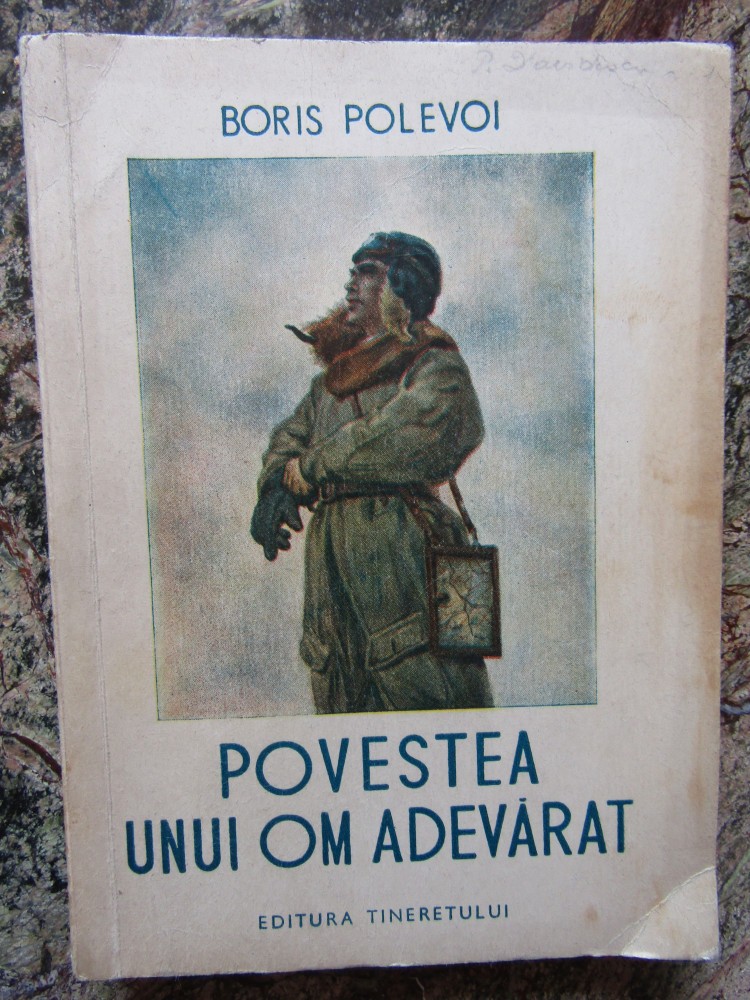 BORIS POLEVOI
POVESTEA
UNUI OM ADEVĂRAT
EDITURA TINERETULUI